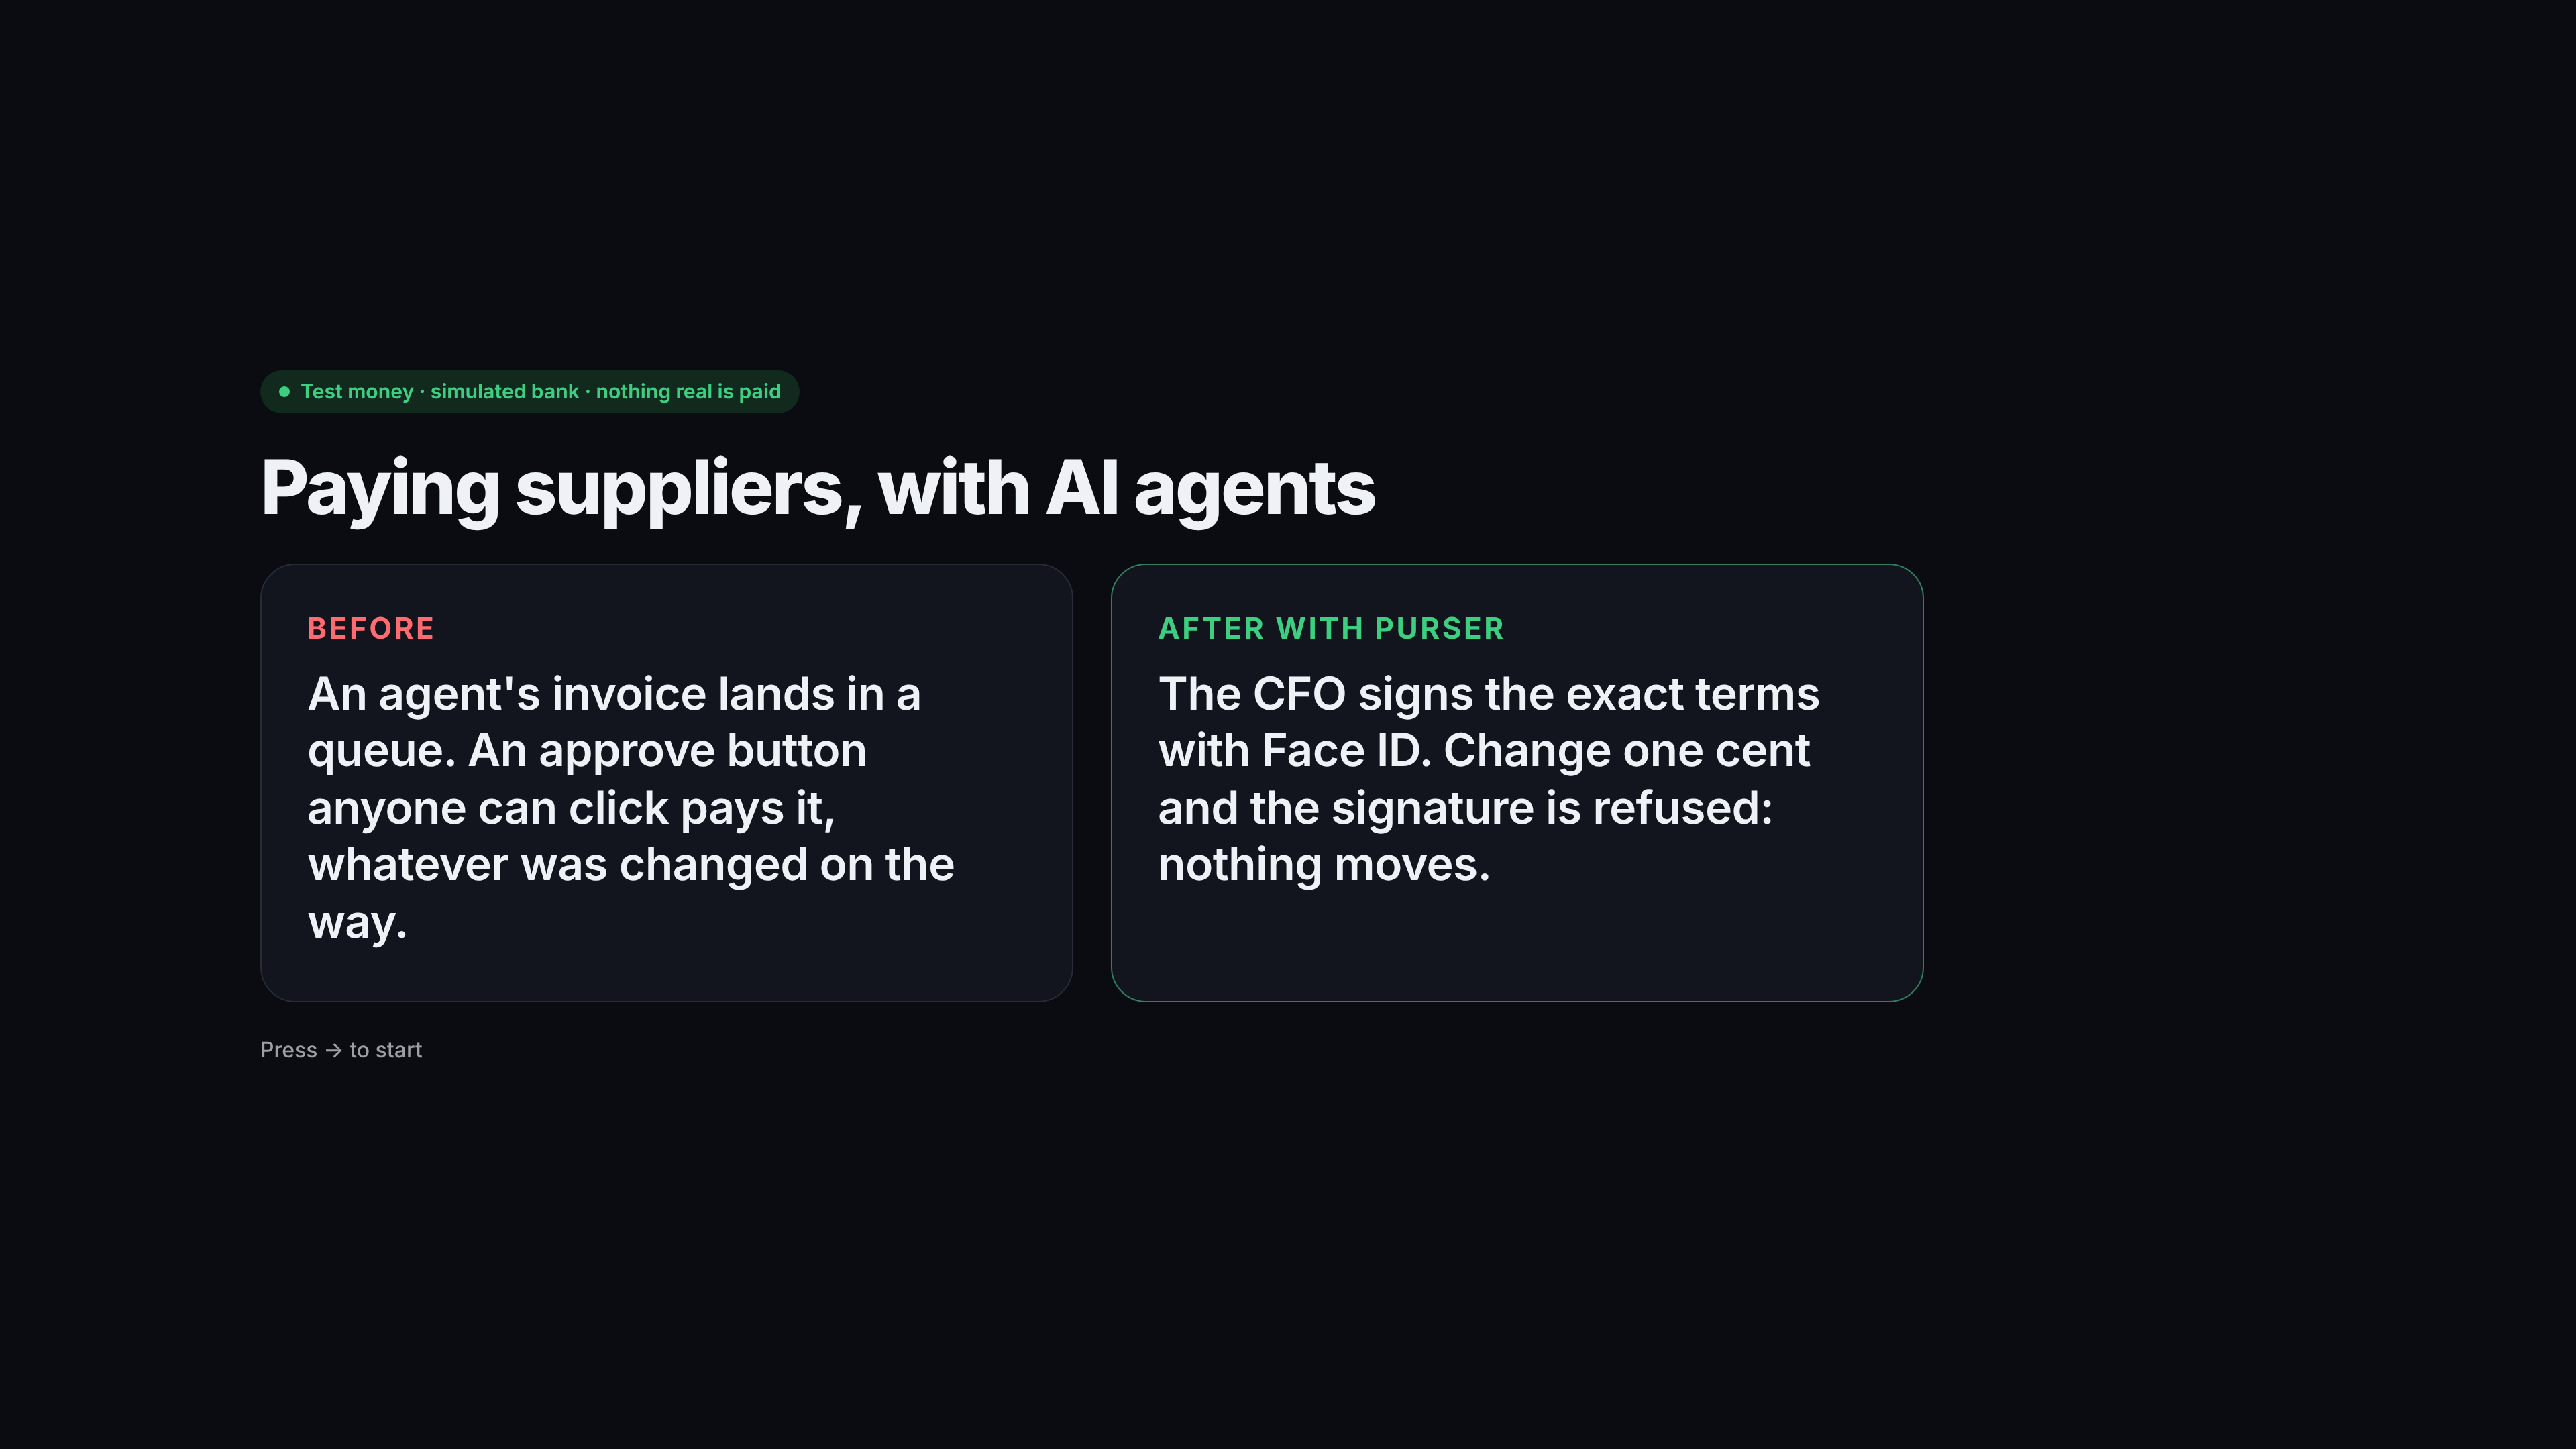 Test money · simulated bank · nothing real is paid
Paying suppliers, with AI agents
BEFORE
An agent's invoice lands in a
queue. An approve button
anyone can click pays it,
whatever was changed on the
way.
AFTER WITH PURSER
The CFO signs the exact terms
with Face ID. Change one cent
and the signature is refused:
nothing moves.
Press → to start